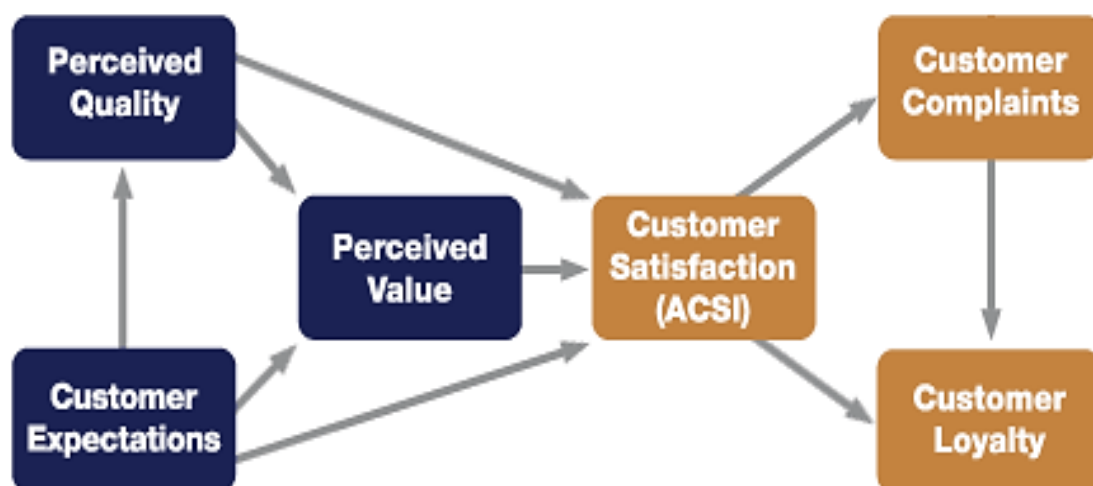 Perceived
Quality
Customer
Complaints
Perceived
Value
Customer
Satisfaction
(ACSI)
Customer
Expectations
Customer
Loyalty